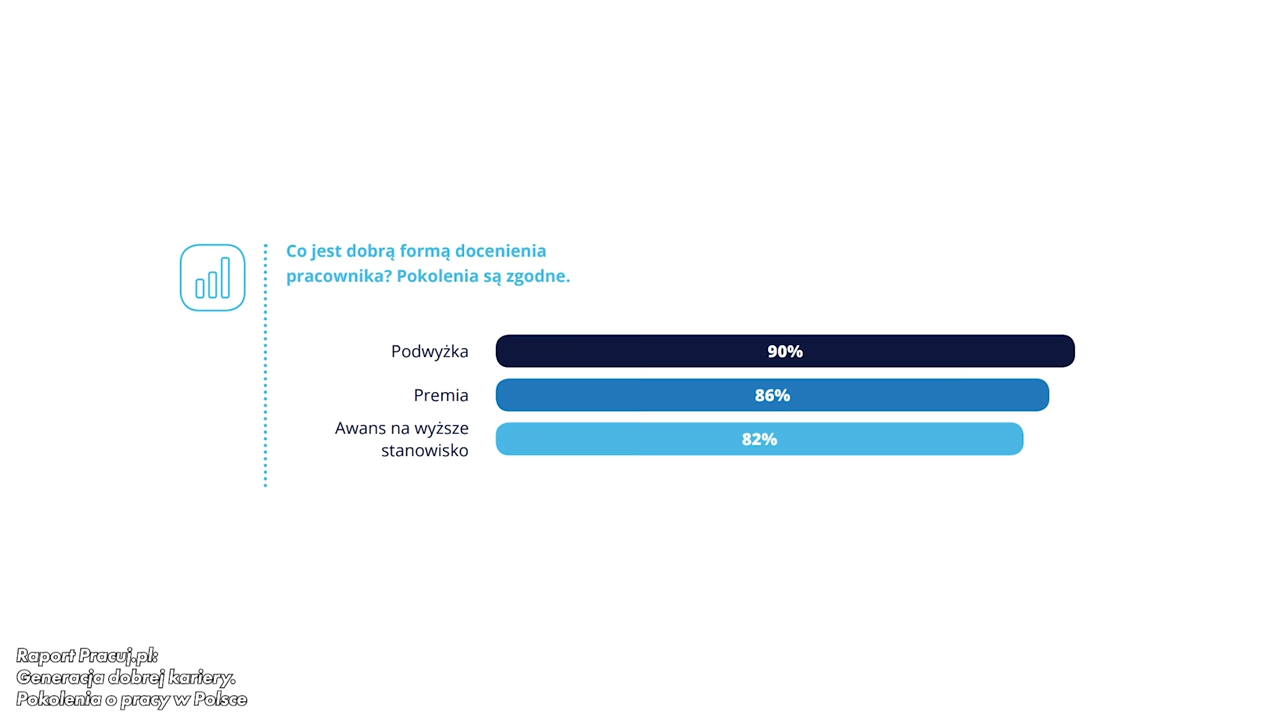 Co jest dobrą formą docenienia
pracownika? Pokolenia są zgodne.
Podwyżka
90%
Premia
86%
Awans na wyższe
stanowisko
82%
Raport Pracuj.pk
Generacja dobrej kariery.
Pokolenia o pracy w Polsce